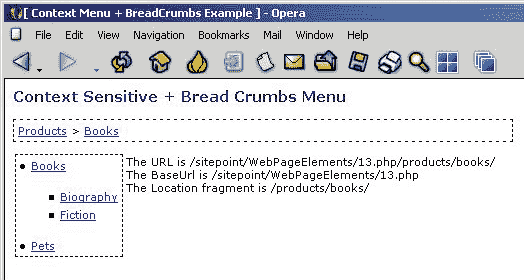 [ Context Menu + BreadCrumbs Example ] - Opera
File Edit View Navigation Bookmarks Mail Window Help
Context Sensitive + Bread Crumbs Menu
Products > Books
Books
Biography
Fiction
Pets
The URL is /sitepoint/WebPageElements/13.php/products/books/
The BaseUrl is /sitepoint/WebPageElements/13.php
The Location fragment is /products/books/